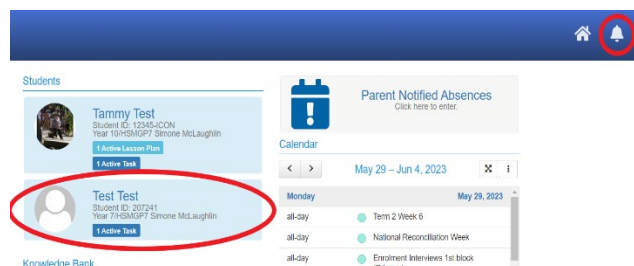 Students
Tammy Test
Student ID: 12345-ICON
Year 10/HSMGP7 Simone McLaughlin
1 Active Lesson Plan
1 Active Task
Test Test
Student ID: 207241
Year 7/HSMGP7 Simone McLaughlin
1 Active Task
Knowledge Bank
Parent Notified Absences
Click here to enter.
Calendar
May 29 – Jun 4, 2023
Monday May 29, 2023
all-day Term 2 Week 6
all-day National Reconciliation Week
all-day Enrolment Interviews 1st block